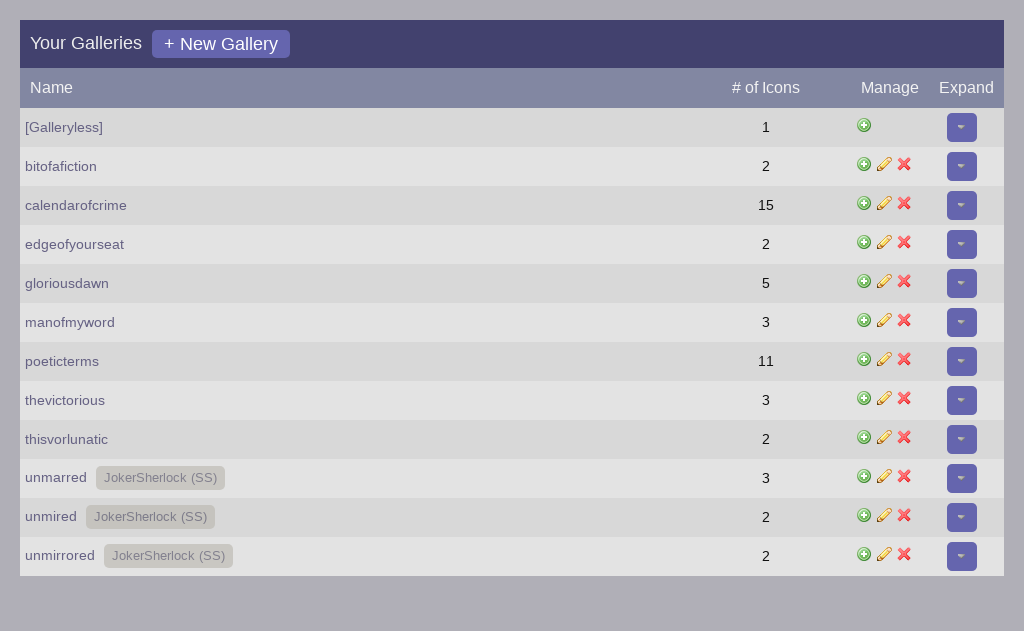 Your Galleries + New Gallery
Name # of Icons Manage Expand
[Galleryless] 1
bitofafiction 2
calendarofcrime 15
edgeofyourseat 2
gloriousdawn 5
manofmyword 3
poeticterms 11
thevictorious 3
thisvorlunatic 2
unmarred JokerSherlock (SS) 3
unmired JokerSherlock (SS) 2
unmirrored JokerSherlock (SS) 2